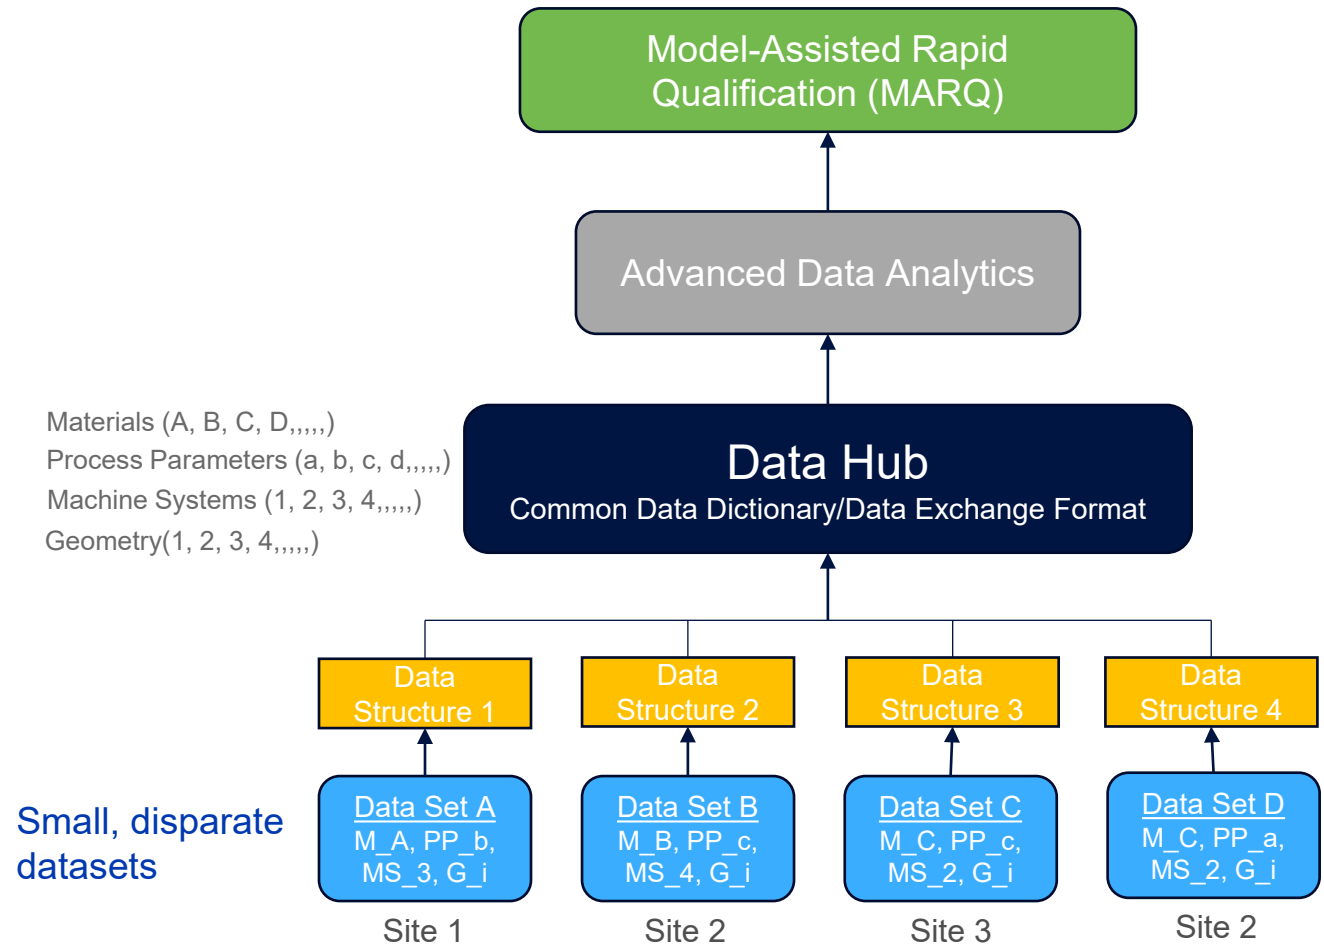 Model-Assisted Rapid
Qualification (MARQ)
Advanced Data Analytics
Materials (A, B, C, D,,,,,)
Process Parameters (a, b, c, d,,,,,)
Machine Systems (1, 2, 3, 4,,,,,)
Geometry(1, 2, 3, 4,,,,,)
Data Hub
Common Data Dictionary/Data Exchange Format
Data
Structure 1
Data
Structure 2
Data
Structure 3
Data
Structure 4
Small, disparate
datasets
Data Set A
M_A, PP_b,
MS_3, G_i
Site 1
Data Set B
M_B, PP_c,
MS_4, G_i
Site 2
Data Set C
M_C, PP_c,
MS_2, G_i
Site 3
Data Set D
M_C, PP_a,
MS_2, G_i
Site 2